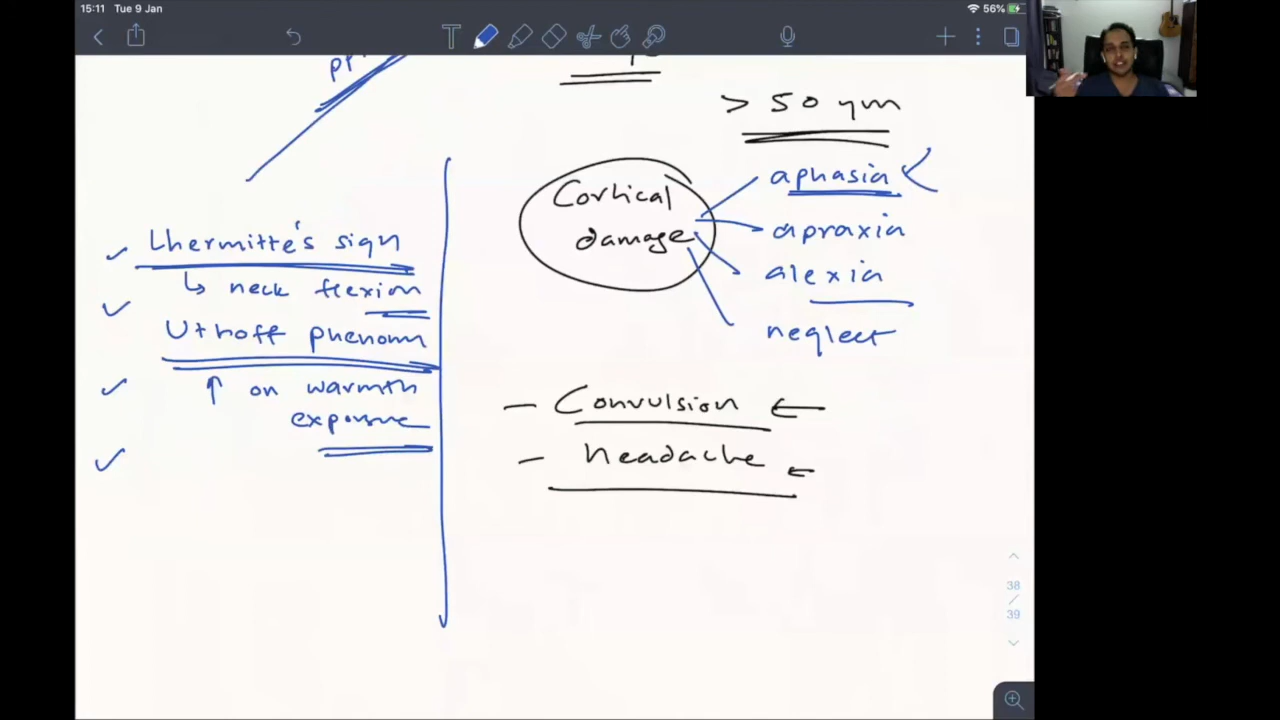 15:11 Tue 9 Jan
56%
> 50 ym
Lhermitte's sign
↳ neck flexion
Uthoff phenomn
↑ on warmth
exposure
Cortical
damage
aphasia
apraxia
alexia
neglect
- Convulsion ←
- headache ←
38
/
39